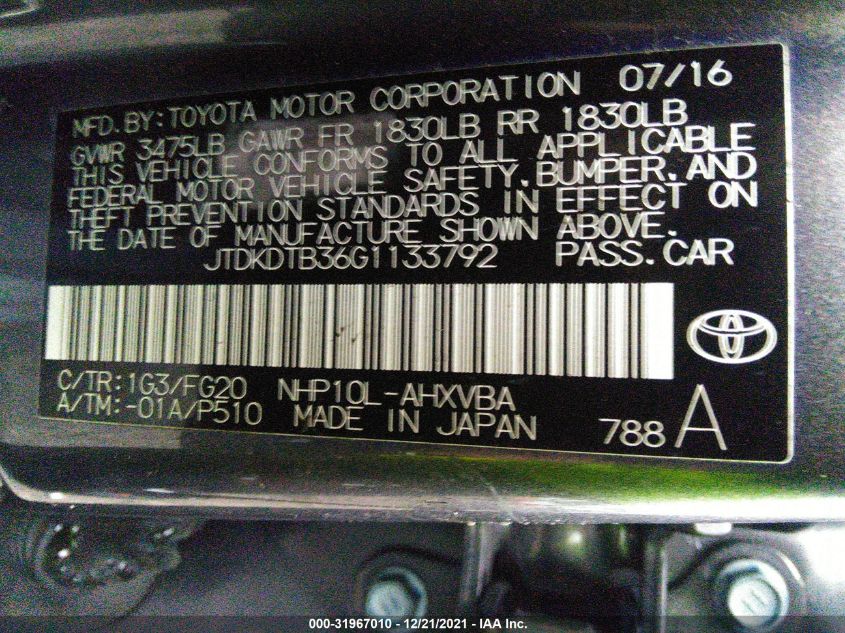 MFD.BY:TOYOTA MOTOR CORPORATION 07/16
GVWR 3475LB GAWR FR 1830LB RR 1830LB
THIS VEHICLE CONFORMS TO ALL APPLICABLE
FEDERAL MOTOR VEHICLE SAFETY,BUMPER,AND
THEFT PREVENTION STANDARDS IN EFFECT ON
THE DATE OF MANUFACTURE SHOWN ABOVE.
JTDKDTB36G1133792 PASS.CAR
C/TR:1G3/FG20 NHP10L-AHXVBA
A/TM:-01A/P510 MADE IN JAPAN 788 A
000-31967010 - 12/21/2021 - IAA Inc.